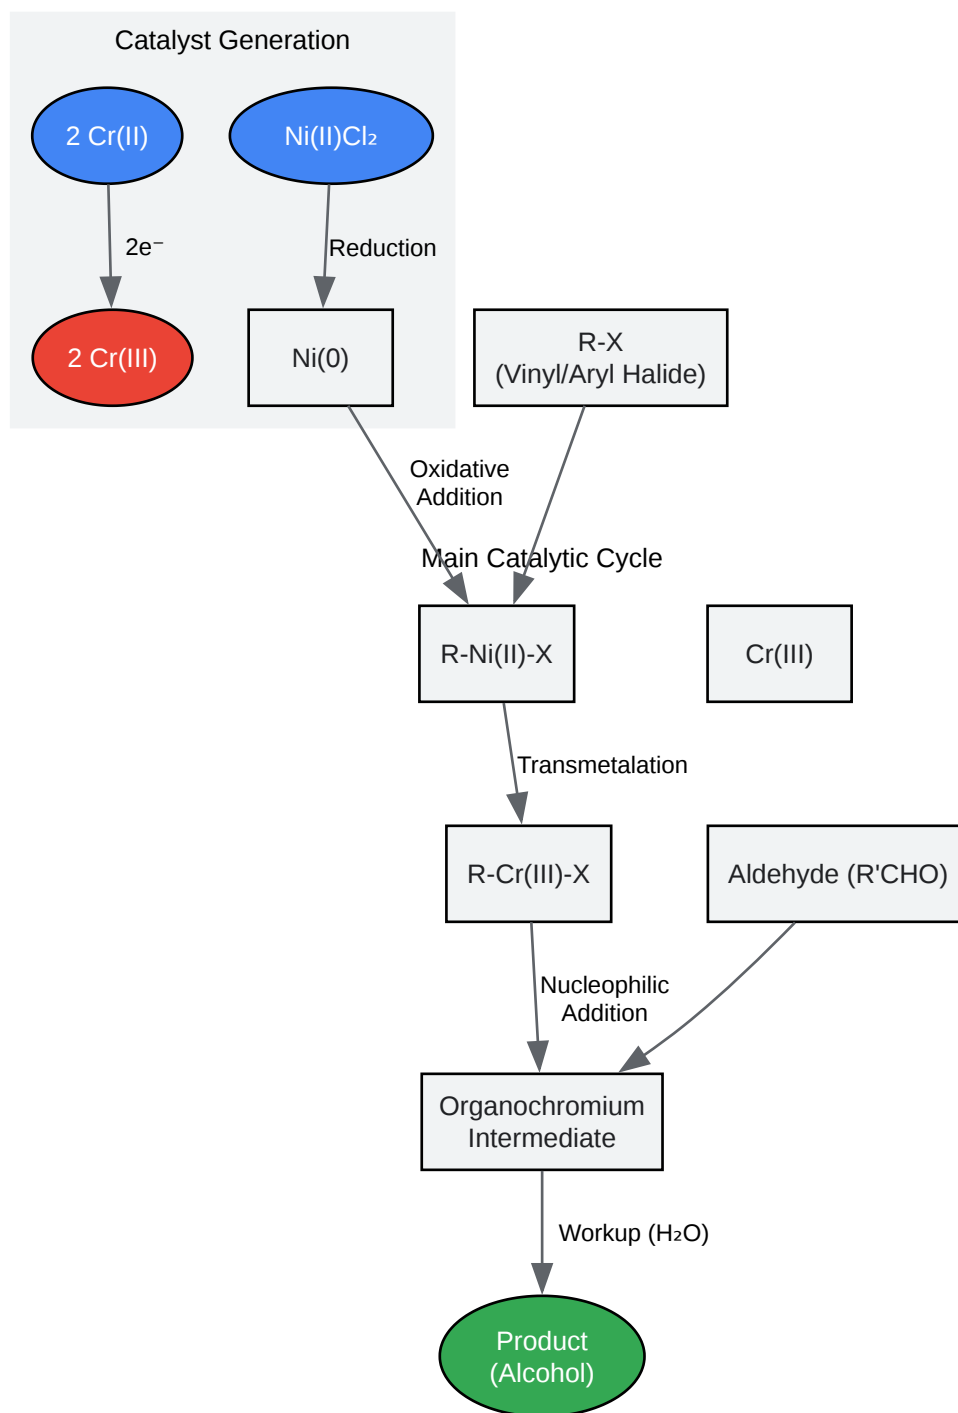 Catalyst Generation
2 Cr(II)
Ni(II)Cl₂
2e⁻
Reduction
2 Cr(III)
Ni(0)
R-X
(Vinyl/Aryl Halide)
Oxidative
Addition
Main Catalytic Cycle
R-Ni(II)-X
Cr(III)
Transmetalation
R-Cr(III)-X
Aldehyde (R'CHO)
Nucleophilic
Addition
Organochromium
Intermediate
Workup (H₂O)
Product
(Alcohol)